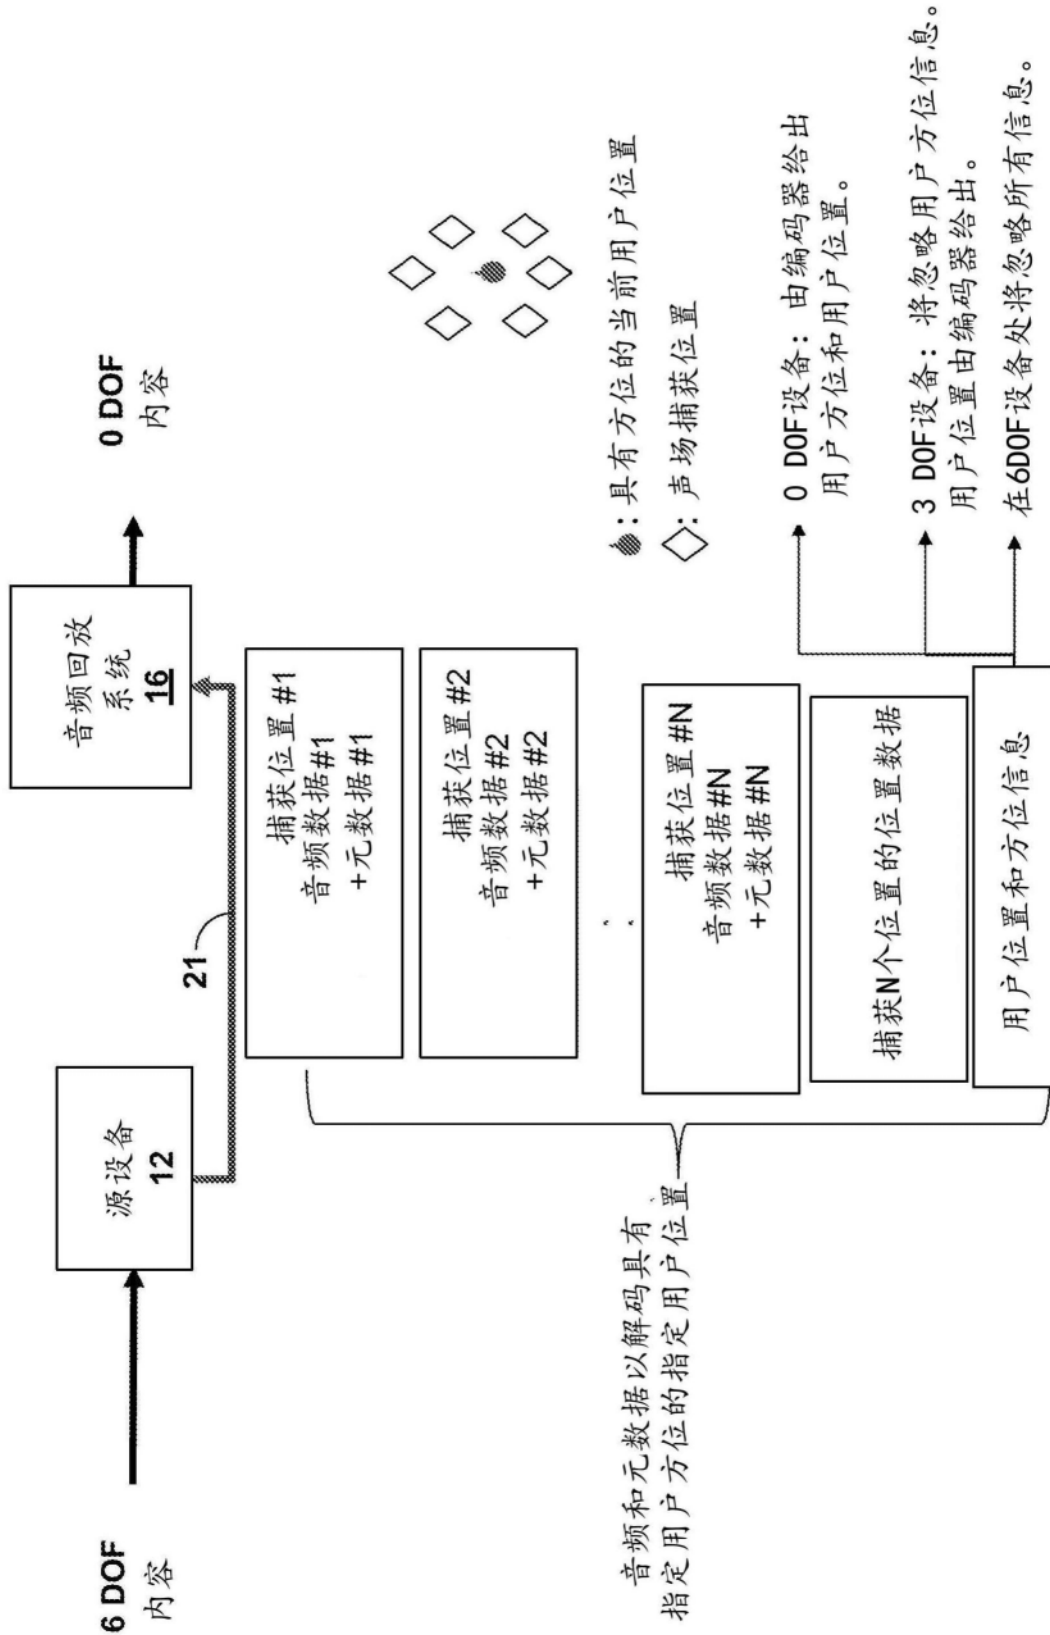 6 DOF
内容
源设备
12
21
音频回放
系统
16
0 DOF
内容
捕获位置#1
音频数据#1
+元数据#1
捕获位置#2
音频数据#2
+元数据#2
捕获位置#N
音频数据#N
+元数据#N
捕获N个位置的位置数据
用户位置和方位信息
音频和元数据以解码具有
指定用户方位的指定用户位置
:具有方位的当前用户位置
:声场捕获位置
0 DOF设备:由编码器给出
用户方位和用户位置。
3 DOF设备:将忽略用户方位信息。
用户位置由编码器给出。
在6DOF设备处将忽略所有信息。